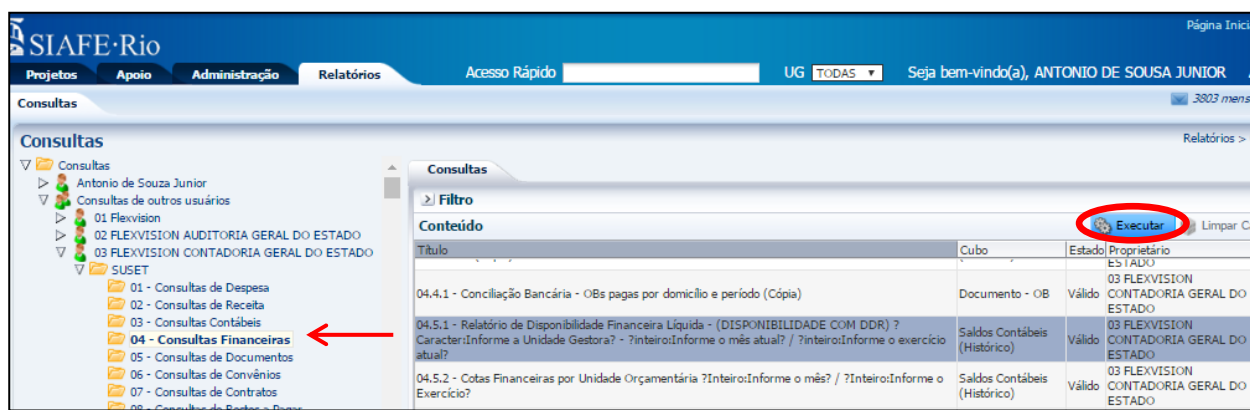 Página Inici
SIAFE·Rio
Projetos Apoio Administração Relatórios Acesso Rápido UG TODAS Seja bem-vindo(a), ANTONIO DE SOUSA JUNIOR
Consultas 3803 mens
Consultas Relatórios >
Consultas
Antonio de Souza Junior
Consultas de outros usuários
01 Flexvision
02 FLEXVISION AUDITORIA GERAL DO ESTADO
03 FLEXVISION CONTADORIA GERAL DO ESTADO
SUSET
01 - Consultas de Despesa
02 - Consultas de Receita
03 - Consultas Contábeis
04 - Consultas Financeiras
05 - Consultas de Documentos
06 - Consultas de Convênios
07 - Consultas de Contratos
08 - Consultas de Restos a Pagar
Consultas
Filtro
Conteúdo Executar Limpar C
Título Cubo Estado Proprietário
ESTADO
04.4.1 - Conciliação Bancária - OBs pagas por domicílio e período (Cópia) Documento - OB Válido 03 FLEXVISION
CONTADORIA GERAL DO
ESTADO
04.5.1 - Relatório de Disponibilidade Financeira Líquida - (DISPONIBILIDADE COM DDR) ?
Caracter:Informe a Unidade Gestora? - ?inteiro:Informe o mês atual? / ?inteiro:Informe o exercício
atual?
Saldos Contábeis
(Histórico)
Válido
03 FLEXVISION
CONTADORIA GERAL DO
ESTADO
04.5.2 - Cotas Financeiras por Unidade Orçamentária ?Inteiro:Informe o mês? / ?Inteiro:Informe o
Exercício?
Saldos Contábeis
(Histórico)
Válido
03 FLEXVISION
CONTADORIA GERAL DO
ESTADO